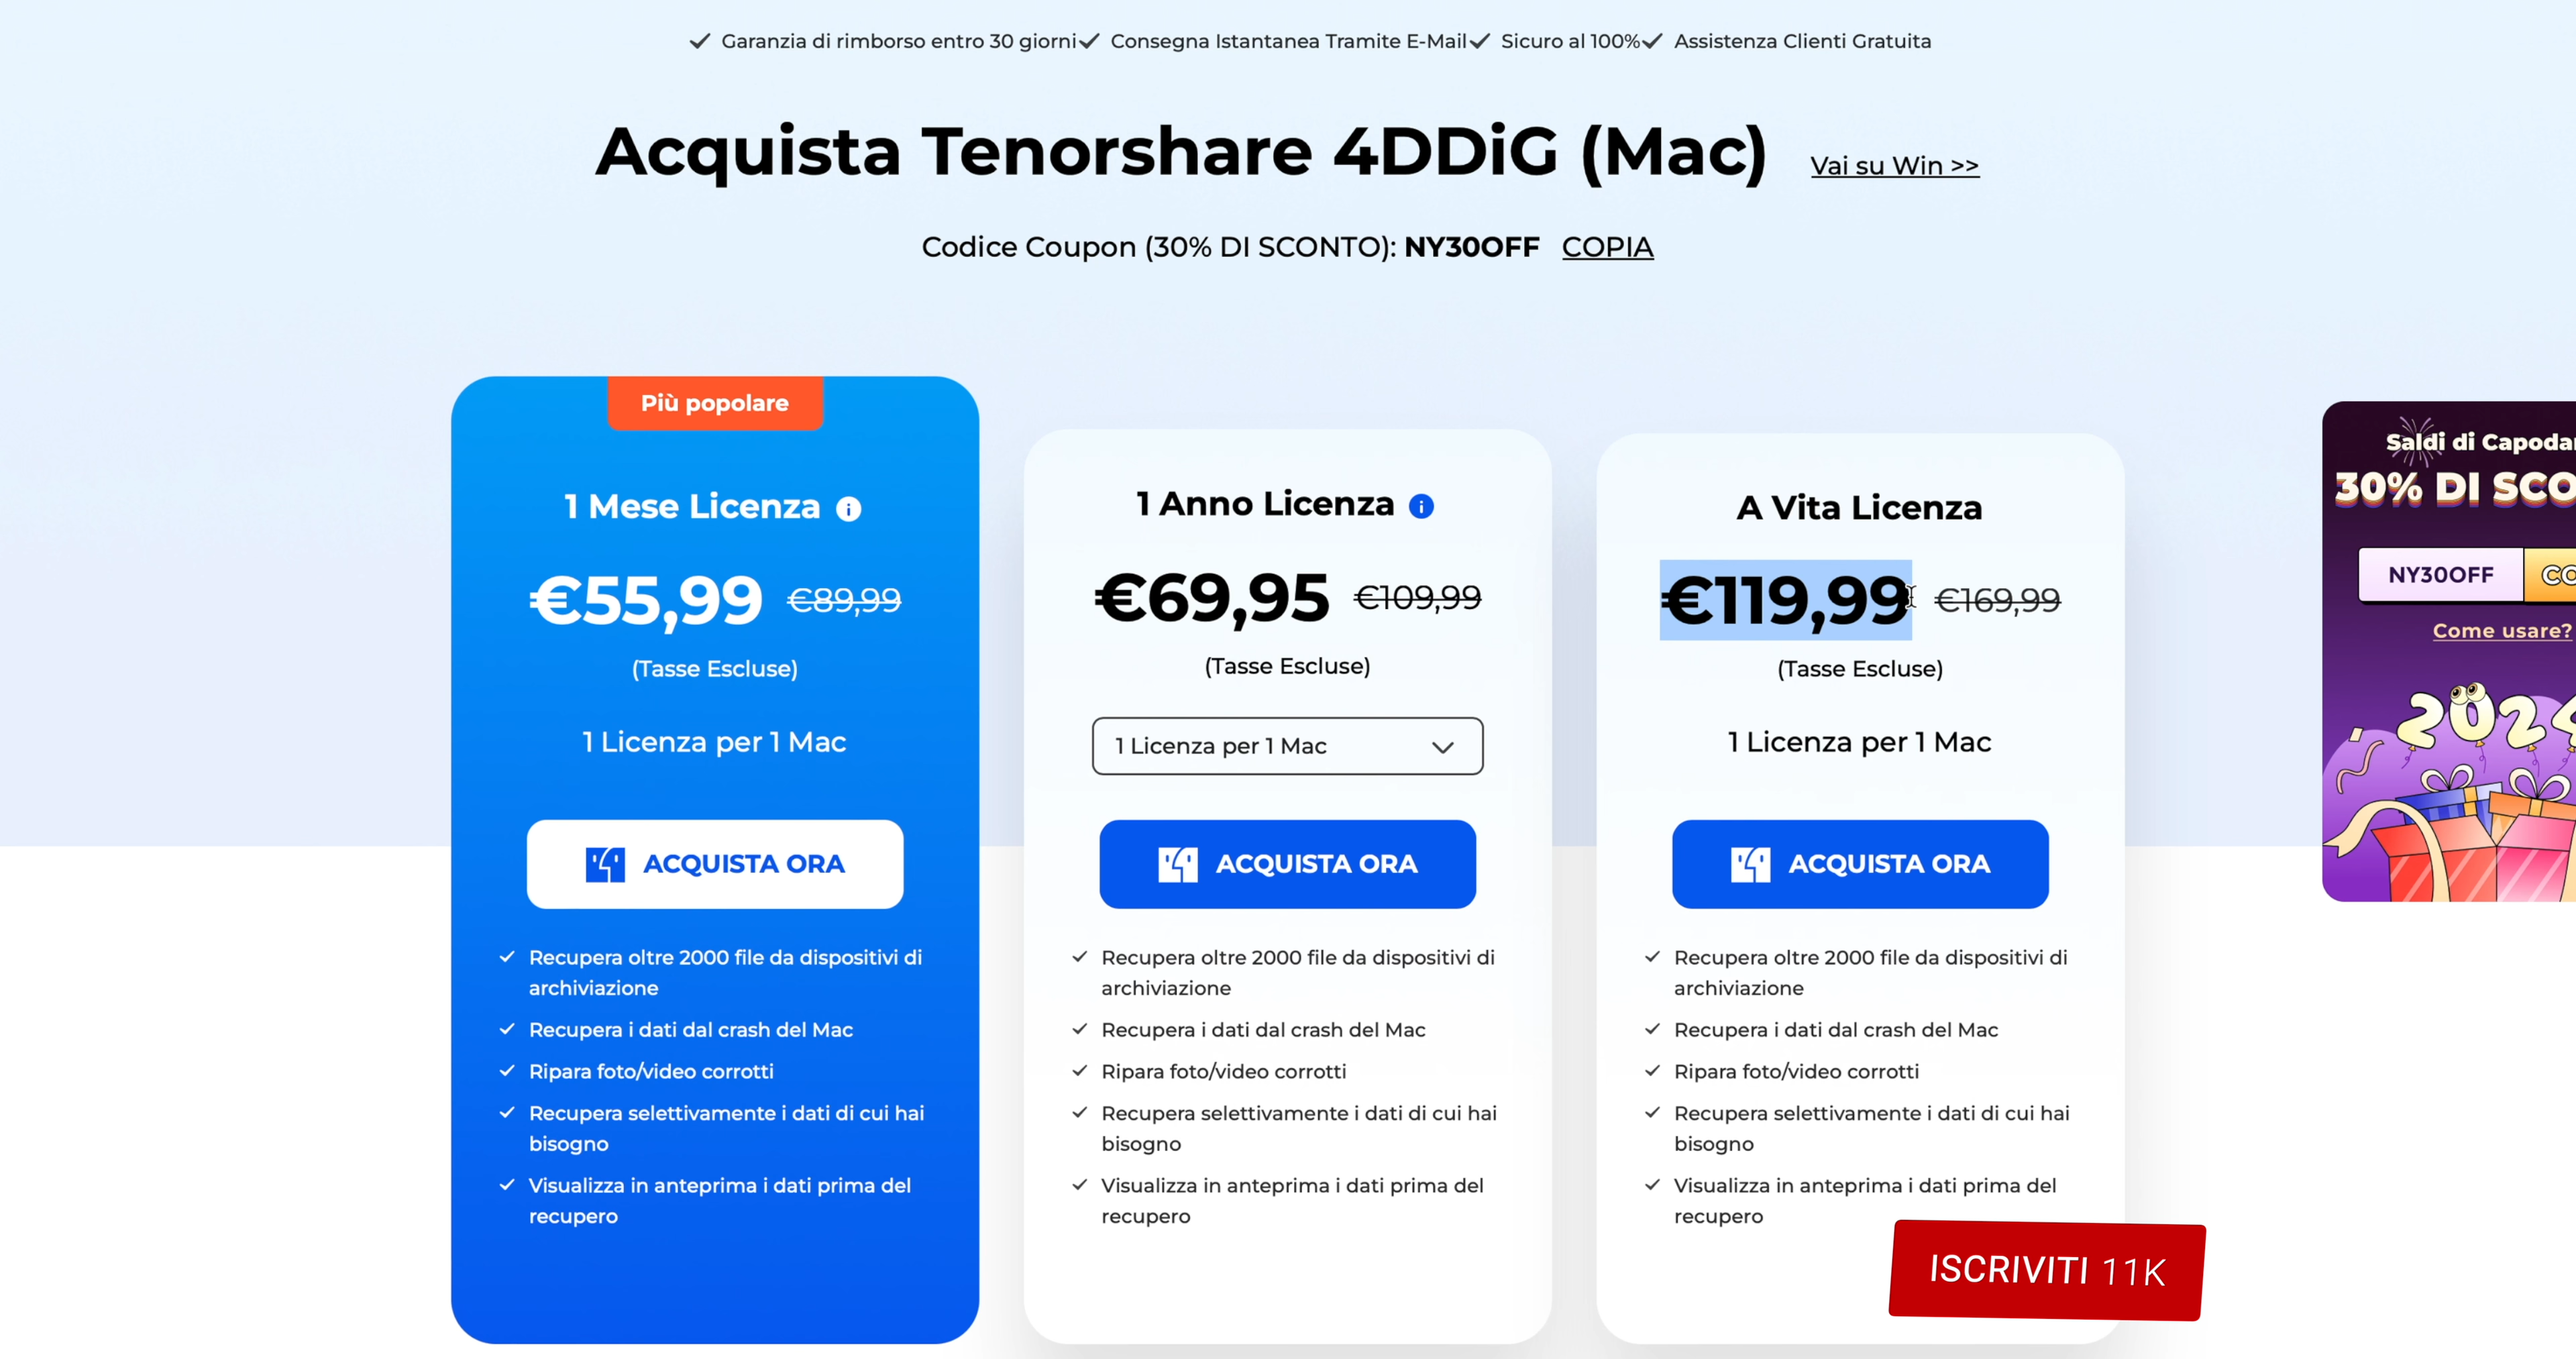 Garanzia di rimborso entro 30 giorni Consegna Istantanea Tramite E-Mail Sicuro al 100% Assistenza Clienti Gratuita
Acquista Tenorshare 4DDiG (Mac) Vai su Win >>
Codice Coupon (30% DI SCONTO): NY30OFF COPIA
Più popolare
1 Mese Licenza
€55,99 €89,99
(Tasse Escluse)
1 Licenza per 1 Mac
ACQUISTA ORA
Recupera oltre 2000 file da dispositivi di
archiviazione
Recupera i dati dal crash del Mac
Ripara foto/video corrotti
Recupera selettivamente i dati di cui hai
bisogno
Visualizza in anteprima i dati prima del
recupero
1 Anno Licenza
€69,95 €109,99
(Tasse Escluse)
1 Licenza per 1 Mac
ACQUISTA ORA
Recupera oltre 2000 file da dispositivi di
archiviazione
Recupera i dati dal crash del Mac
Ripara foto/video corrotti
Recupera selettivamente i dati di cui hai
bisogno
Visualizza in anteprima i dati prima del
recupero
A Vita Licenza
€119,99 €169,99
(Tasse Escluse)
1 Licenza per 1 Mac
ACQUISTA ORA
Recupera oltre 2000 file da dispositivi di
archiviazione
Recupera i dati dal crash del Mac
Ripara foto/video corrotti
Recupera selettivamente i dati di cui hai
bisogno
Visualizza in anteprima i dati prima del
recupero
Saldi di Capoda
30% DI SCO
NY30OFF CO
Come usare?
2024
ISCRIVITI 11K